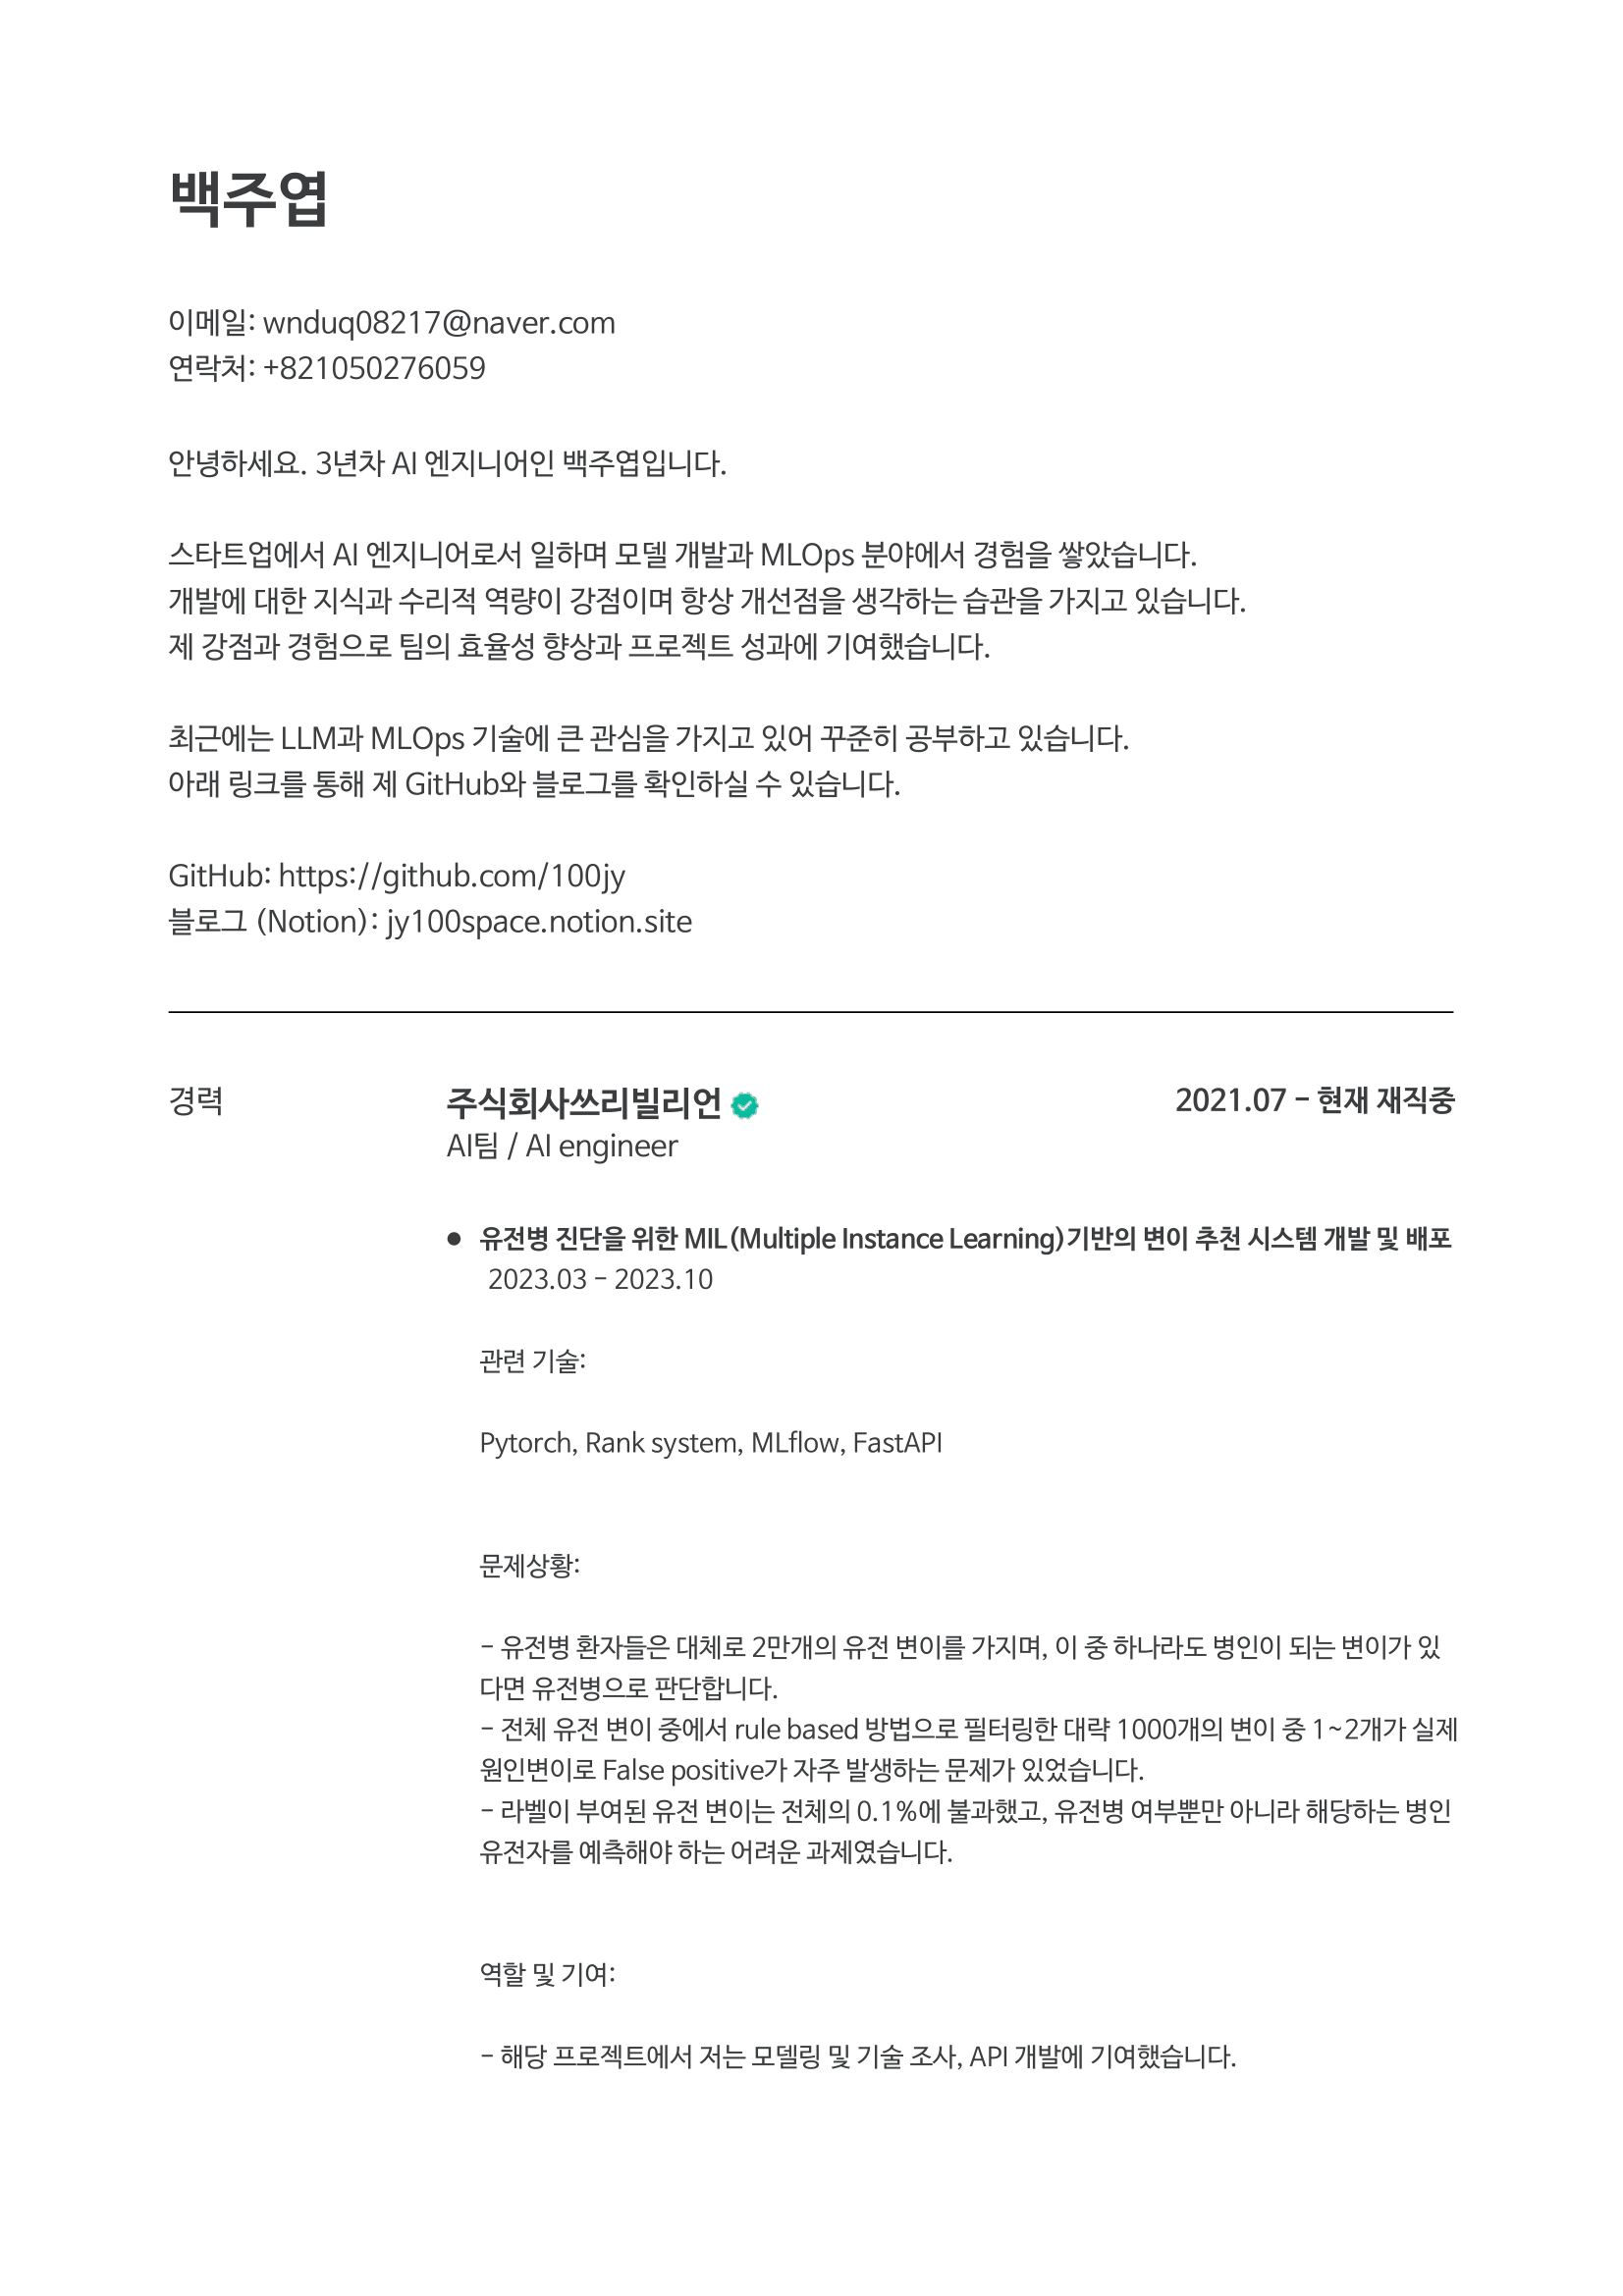 백주엽
이메일: wnduq08217@naver.com
연락처: +821050276059
안녕하세요. 3년차 AI 엔지니어인 백주엽입니다.
스타트업에서 AI 엔지니어로서 일하며 모델 개발과 MLOps 분야에서 경험을 쌓았습니다.
개발에 대한 지식과 수리적 역량이 강점이며 항상 개선점을 생각하는 습관을 가지고 있습니다.
제 강점과 경험으로 팀의 효율성 향상과 프로젝트 성과에 기여했습니다.
최근에는 LLM과 MLOps 기술에 큰 관심을 가지고 있어 꾸준히 공부하고 있습니다.
아래 링크를 통해 제 GitHub와 블로그를 확인하실 수 있습니다.
GitHub: https://github.com/100jy
블로그 (Notion): jy100space.notion.site
경력
주식회사쓰리빌리언
2021.07 - 현재 재직중
AI팀 / AI engineer
● 유전병 진단을 위한 MIL(Multiple Instance Learning)기반의 변이 추천 시스템 개발 및 배포
2023.03 - 2023.10
관련 기술:
Pytorch, Rank system, MLflow, FastAPI
문제상황:
- 유전병 환자들은 대체로 2만개의 유전 변이를 가지며, 이 중 하나라도 병인이 되는 변이가 있
다면 유전병으로 판단합니다.
- 전체 유전 변이 중에서 rule based 방법으로 필터링한 대략 1000개의 변이 중 1~2개가 실제
원인변이로 False positive가 자주 발생하는 문제가 있었습니다.
- 라벨이 부여된 유전 변이는 전체의 0.1%에 불과했고, 유전병 여부뿐만 아니라 해당하는 병인
유전자를 예측해야 하는 어려운 과제였습니다.
역할 및 기여:
- 해당 프로젝트에서 저는 모델링 및 기술 조사, API 개발에 기여했습니다.